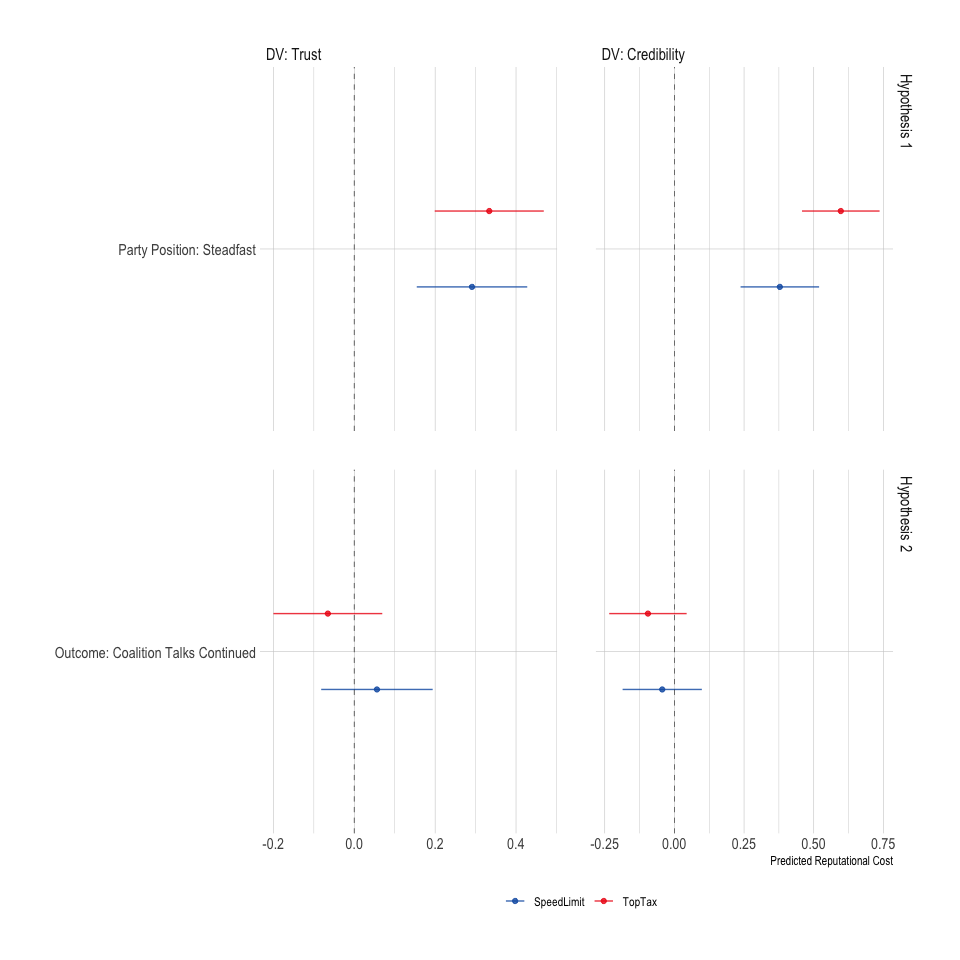 DV: Trust
DV: Credibility
Hypothesis 1
Party Position: Steadfast
Hypothesis 2
Outcome: Coalition Talks Continued
-0.2 0.0 0.2 0.4
-0.25 0.00 0.25 0.50 0.75
Predicted Reputational Cost
SpeedLimit TopTax